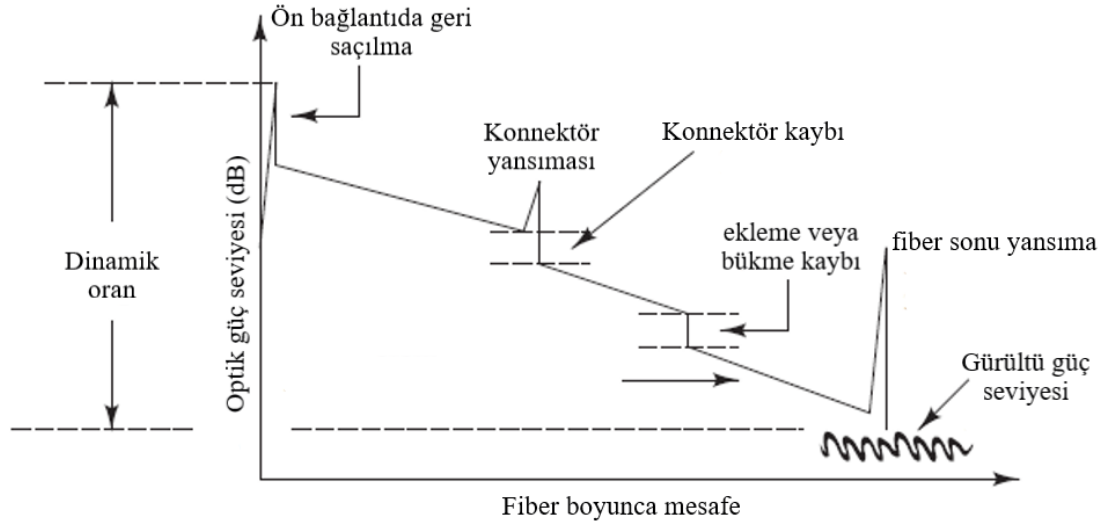 Ön bağlantıda geri
saçılma
Konnektör
yansıması
Konnektör kaybı
ekleme veya
bükme kaybı
fiber sonu yansıma
Dinamik
oran
Optik güç seviyesi (dB)
Gürültü güç
seviyesi
Fiber boyunca mesafe